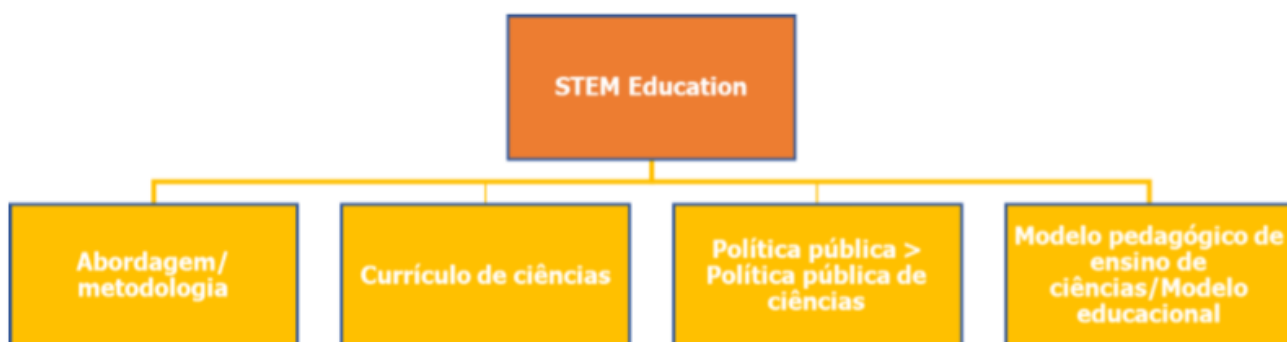 STEM Education
Abordagem/
metodologia
Currículo de ciências
Política pública >
Política pública de
ciências
Modelo pedagógico de
ensino de
ciências/Modelo
educacional